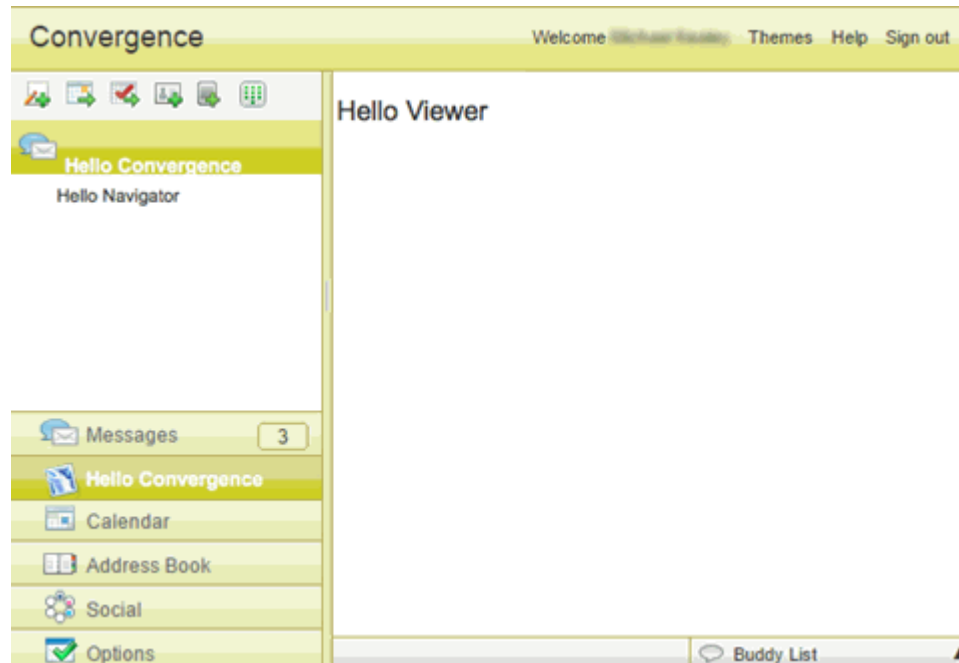 Convergence
Welcome Themes Help Sign out
Hello Viewer
Hello Convergence
Hello Navigator
Messages 3
Hello Convergence
Calendar
Address Book
Social
Options
Buddy List